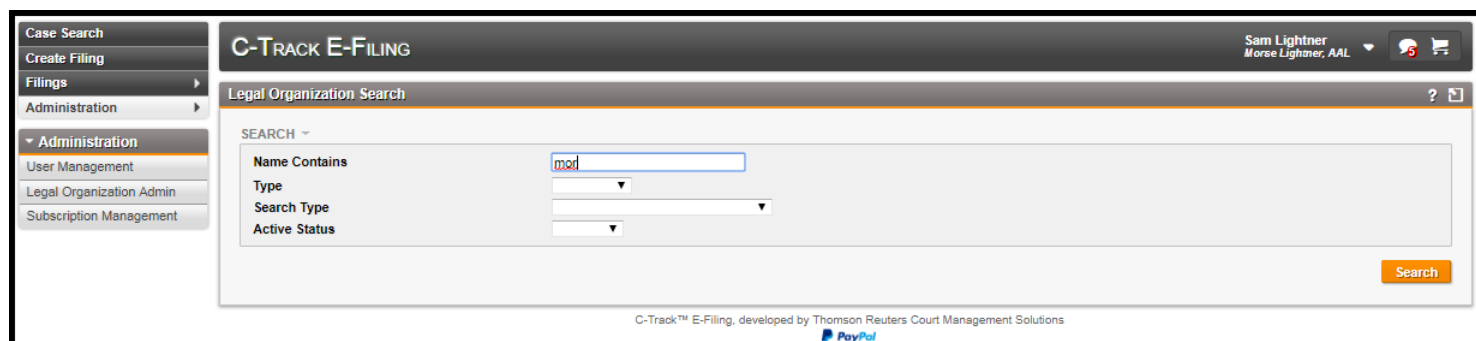 Case Search
Create Filing
Filings
Administration
Administration
User Management
Legal Organization Admin
Subscription Management
C-TRACK E-FILING
Sam Lightner
Morse Lightner, AAL
5
Legal Organization Search
?
SEARCH
Name Contains mor
Type
Search Type
Active Status
Search
C-Track™ E-Filing, developed by Thomson Reuters Court Management Solutions
PayPal